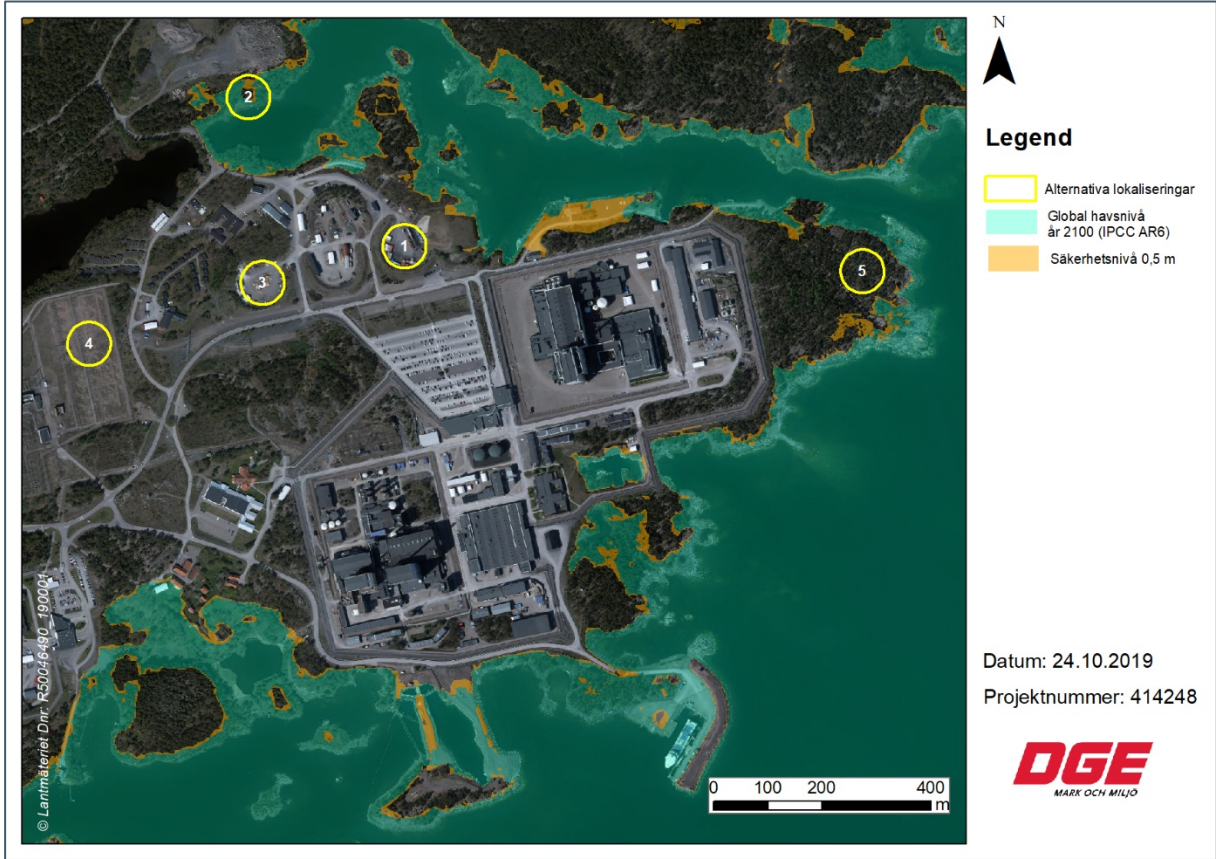 2
1
3
4
5
© Lantmäteriet Dnr: R50046490_190001
0 100 200 400
m
N
Legend
Alternativa lokaliseringar
Global havsnivå
år 2100 (IPCC AR6)
Säkerhetsnivå 0,5 m
Datum: 24.10.2019
Projektnummer: 414248
DGE
MARK OCH MILJÖ